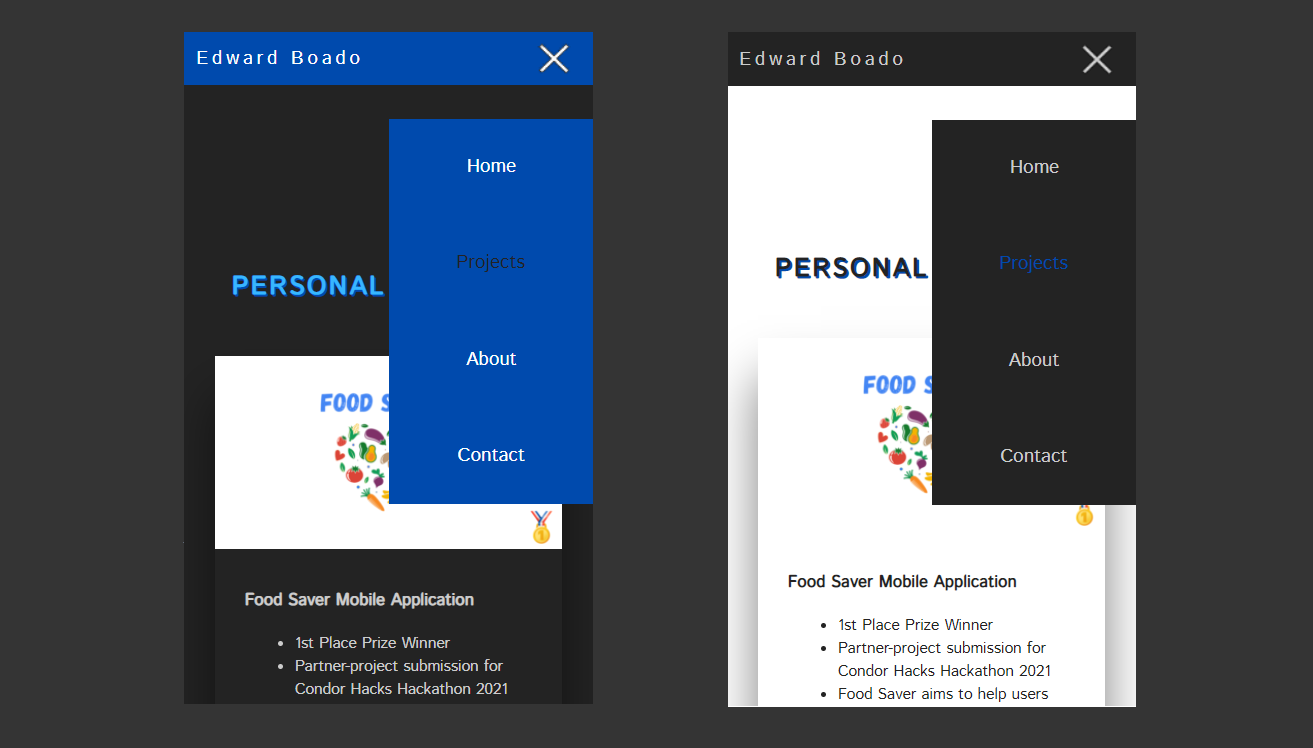 Edward Boado
Home
Projects
PERSONAL
About
FOOD S
Contact
1
Food Saver Mobile Application
1st Place Prize Winner
Partner-project submission for
Condor Hacks Hackathon 2021
Edward Boado
Home
Projects
PERSONAL
About
FOOD S
Contact
1
Food Saver Mobile Application
1st Place Prize Winner
Partner-project submission for
Condor Hacks Hackathon 2021
Food Saver aims to help users